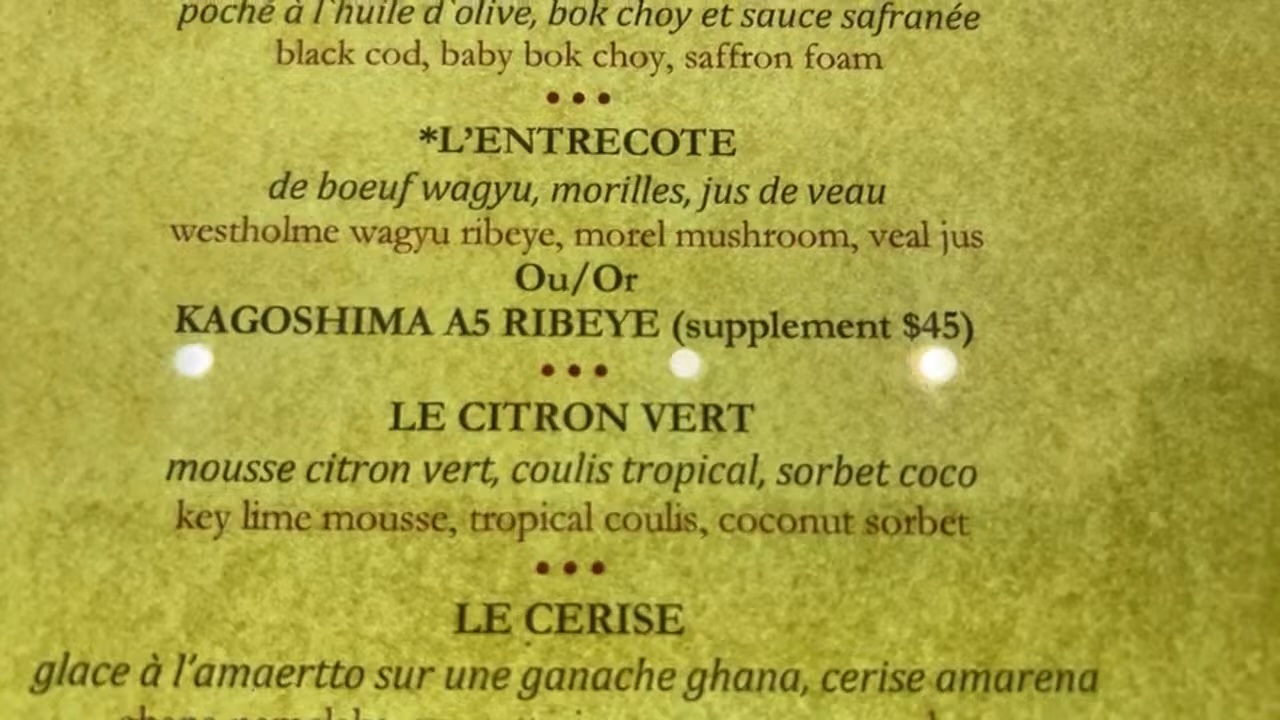 poché à l'huile d'olive, bok choy et sauce safranée
black cod, baby bok choy, saffron foam
•••
*L'ENTRECOTE
de boeuf wagyu, morilles, jus de veau
westholme wagyu ribeye, morel mushroom, veal jus
Ou/Or
KAGOSHIMA A5 RIBEYE (supplement $45)
•••
LE CITRON VERT
mousse citron vert, coulis tropical, sorbet coco
key lime mousse, tropical coulis, coconut sorbet
•••
LE CERISE
glace à l'amaertto sur une ganache ghana, cerise amarena